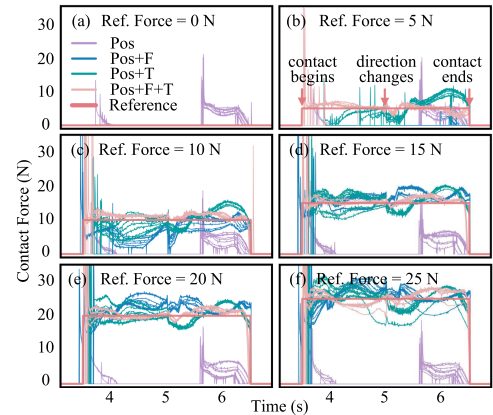 (a) Ref. Force = 0 N
Pos
Pos+F
Pos+T
Pos+F+T
Reference
(b) Ref. Force = 5 N
contact begins
direction changes
contact ends
(c) Ref. Force = 10 N
(d) Ref. Force = 15 N
(e) Ref. Force = 20 N
(f) Ref. Force = 25 N
Contact Force (N)
30
20
10
0
30
20
10
0
30
20
10
0
4
5
6
4
5
6
Time (s)